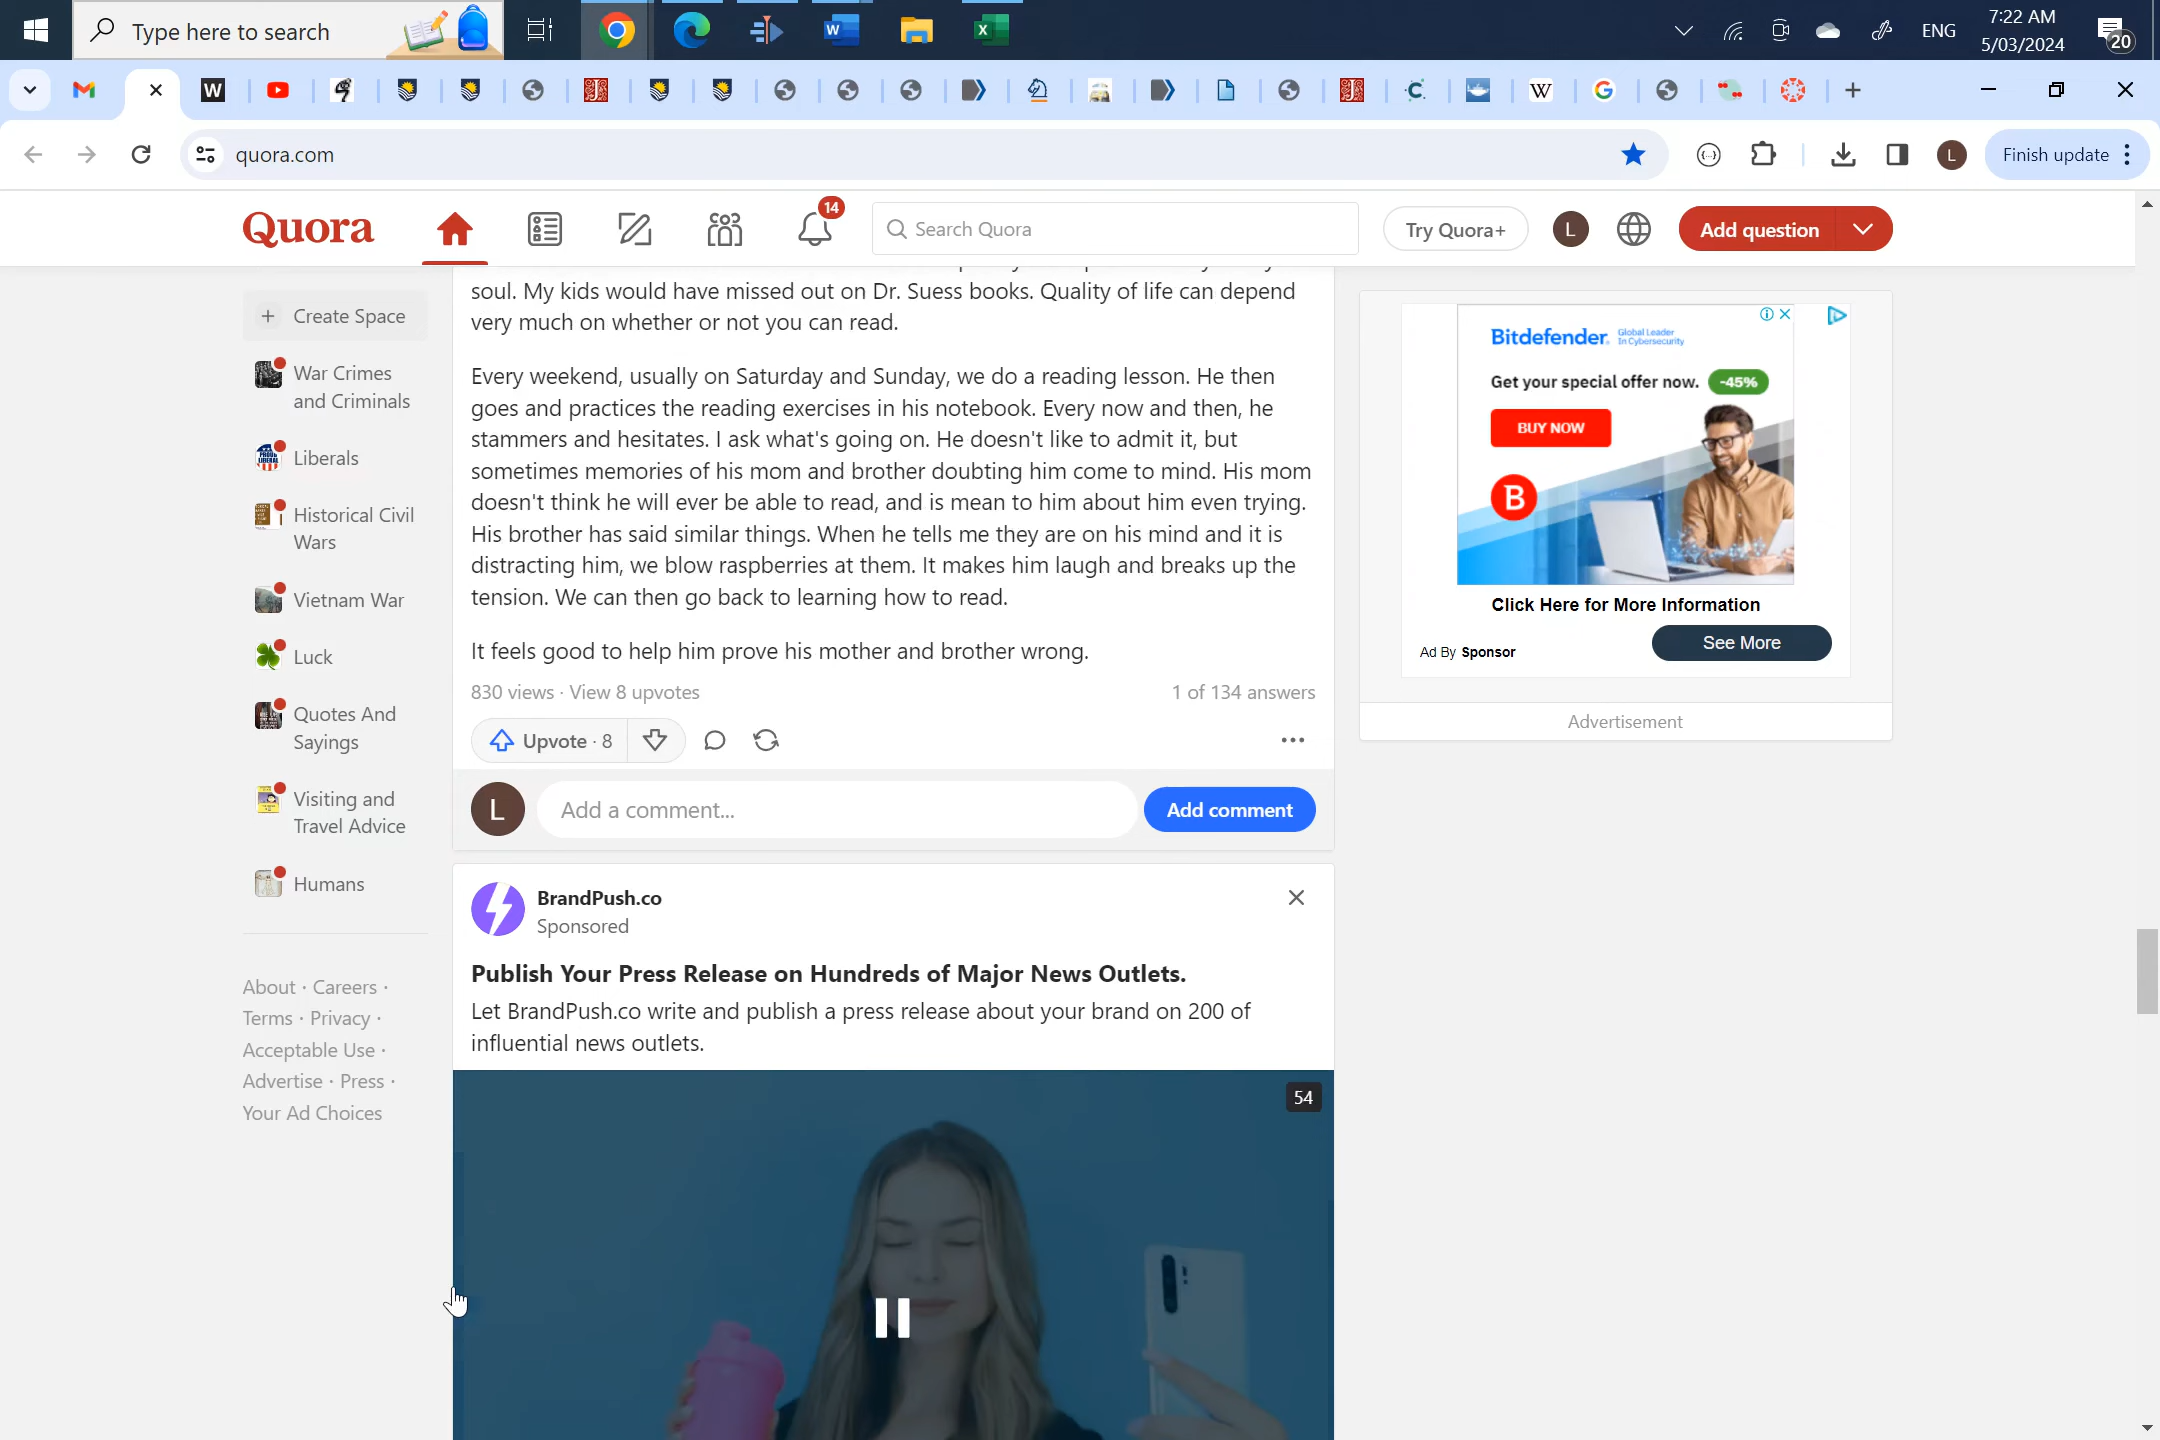 Type here to search
ENG
7:22 AM
5/03/2024
20
quora.com
Finish update
Quora
14
Search Quora
Try Quora+
L
Add question
Create Space
War Crimes
and Criminals
Liberals
Historical Civil
Wars
Vietnam War
Luck
Quotes And
Sayings
Visiting and
Travel Advice
Humans
About · Careers ·
Terms · Privacy ·
Acceptable Use ·
Advertise · Press ·
Your Ad Choices
soul. My kids would have missed out on Dr. Suess books. Quality of life can depend
very much on whether or not you can read.
Every weekend, usually on Saturday and Sunday, we do a reading lesson. He then
goes and practices the reading exercises in his notebook. Every now and then, he
stammers and hesitates. I ask what's going on. He doesn't like to admit it, but
sometimes memories of his mom and brother doubting him come to mind. His mom
doesn't think he will ever be able to read, and is mean to him about him even trying.
His brother has said similar things. When he tells me they are on his mind and it is
distracting him, we blow raspberries at them. It makes him laugh and breaks up the
tension. We can then go back to learning how to read.
It feels good to help him prove his mother and brother wrong.
830 views · View 8 upvotes
1 of 134 answers
Upvote · 8
L
Add a comment...
Add comment
BrandPush.co
Sponsored
Publish Your Press Release on Hundreds of Major News Outlets.
Let BrandPush.co write and publish a press release about your brand on 200 of
influential news outlets.
54
Bitdefender
Global Leader
In Cybersecurity
Get your special offer now. -45%
BUY NOW
B
Click Here for More Information
Ad By Sponsor
See More
Advertisement